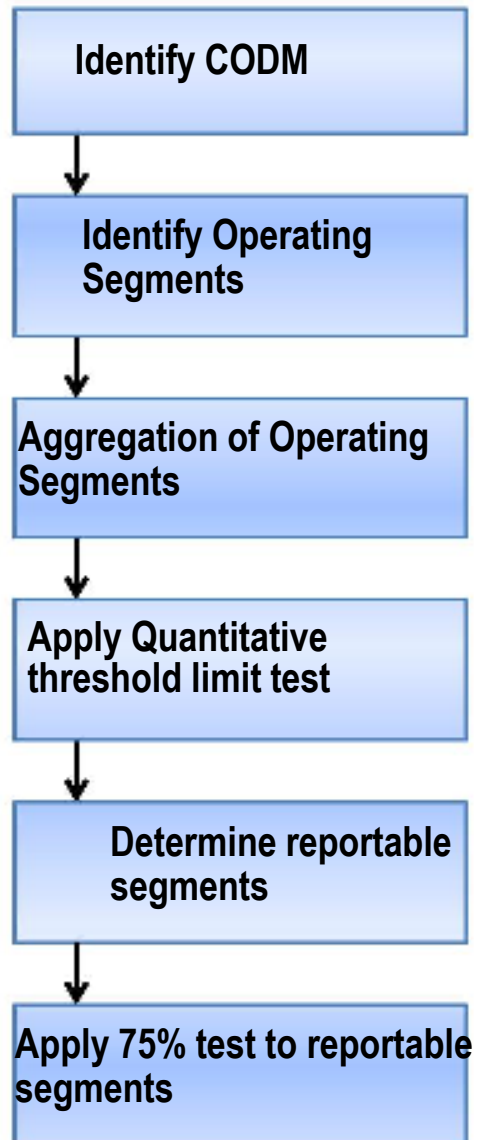 Identify CODM
Identify Operating
Segments
Aggregation of Operating
Segments
Apply Quantitative
threshold limit test
Determine reportable
segments
Apply 75% test to reportable
segments